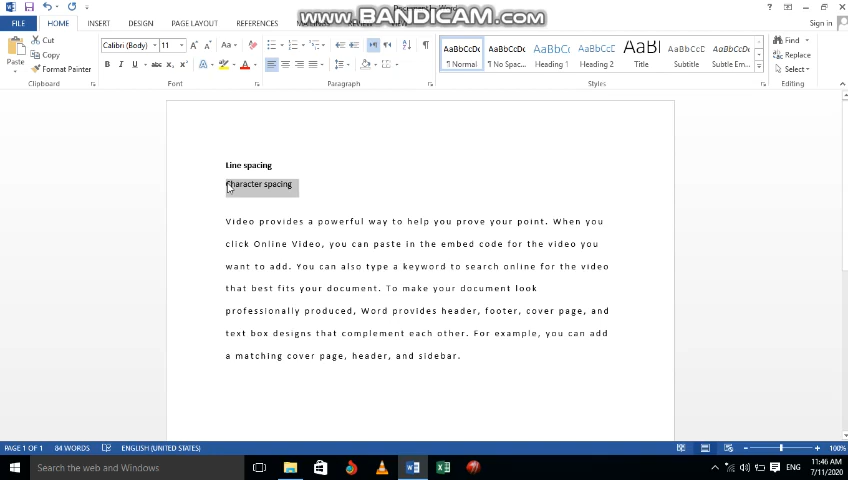 Document1 - Word
www.BANDICAM.com
FILE HOME INSERT DESIGN PAGE LAYOUT REFERENCES MAILINGS REVIEW VIEW Sign in
Paste Cut Copy Format Painter
Calibri (Body) 11
AaBbCcDc AaBbCcDc AaBbCc AaBbCcE AaBl AaBbCcC AaBbCcDc
¶ Normal ¶ No Spac... Heading 1 Heading 2 Title Subtitle Subtle Em...
Find Replace Select
Clipboard Font Paragraph Styles Editing
Line spacing
Character spacing
Video provides a powerful way to help you prove your point. When you
click Online Video, you can paste in the embed code for the video you
want to add. You can also type a keyword to search online for the video
that best fits your document. To make your document look
professionally produced, Word provides header, footer, cover page, and
text box designs that complement each other. For example, you can add
a matching cover page, header, and sidebar.
PAGE 1 OF 1 84 WORDS ENGLISH (UNITED STATES) 100%
Search the web and Windows
ENG 11:46 AM
7/11/2020